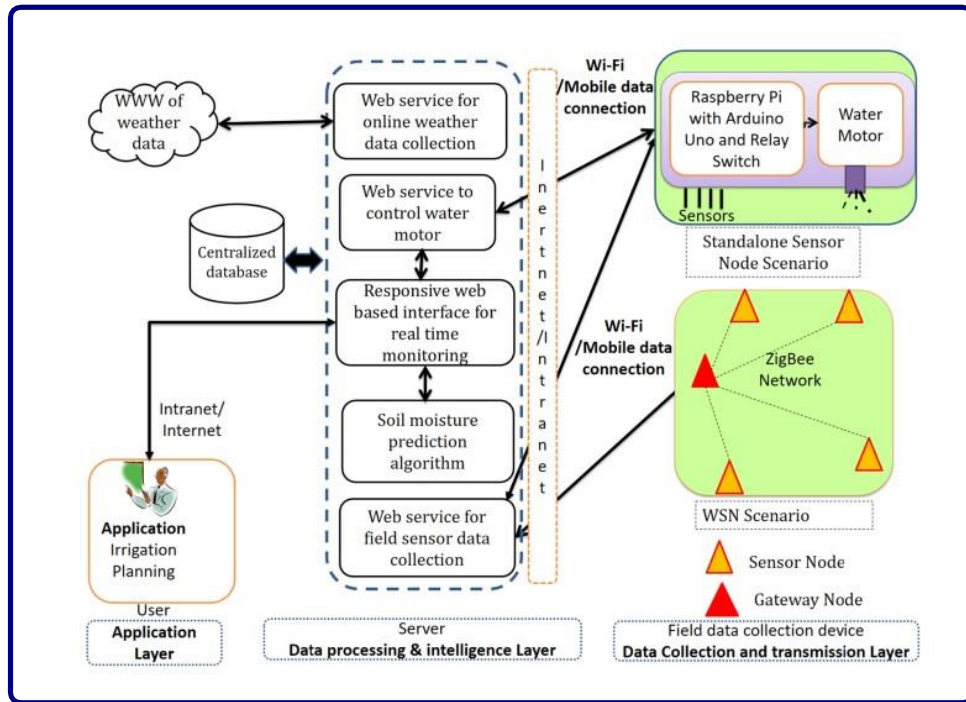 WWW of
weather
data
Web service for
online weather
data collection
Web service to
control water
motor
Centralized
database
Responsive web
based interface for
real time
monitoring
Soil moisture
prediction
algorithm
Web service for
field sensor data
collection
Intranet/
Internet
Application
Irrigation
Planning
User
Application
Layer
Server
Data processing & intelligence Layer
Inertnet/Intranet
Wi-Fi
/Mobile data
connection
Raspberry Pi
with Arduino
Uno and Relay
Switch
Water
Motor
Sensors
Standalone Sensor
Node Scenario
Wi-Fi
/Mobile data
connection
ZigBee
Network
WSN Scenario
Sensor Node
Gateway Node
Field data collection device
Data Collection and transmission Layer